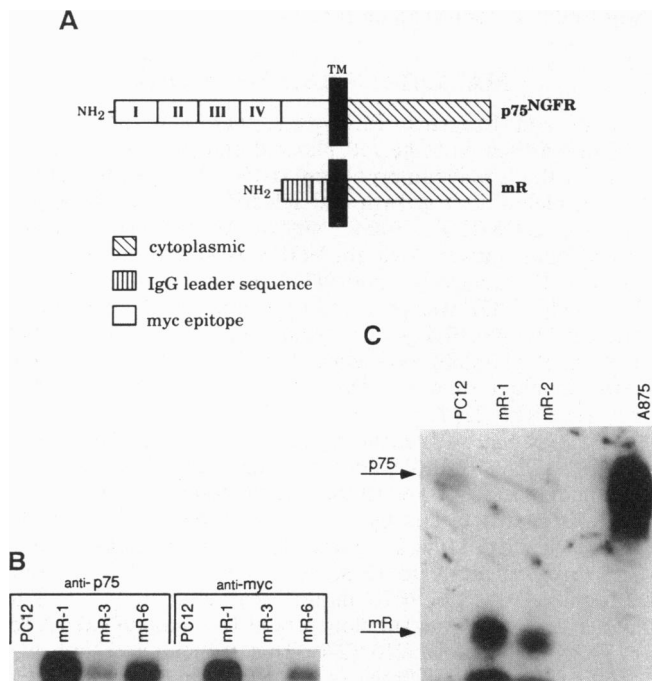 A
TM
NH2 I II III IV p75NGFR
NH2 mR
cytoplasmic
IgG leader sequence
myc epitope
C
PC12 mR-1 mR-2 A875
p75
mR
B
anti-p75 anti-myc
PC12 mR-1 mR-3 mR-6 PC12 mR-1 mR-3 mR-6